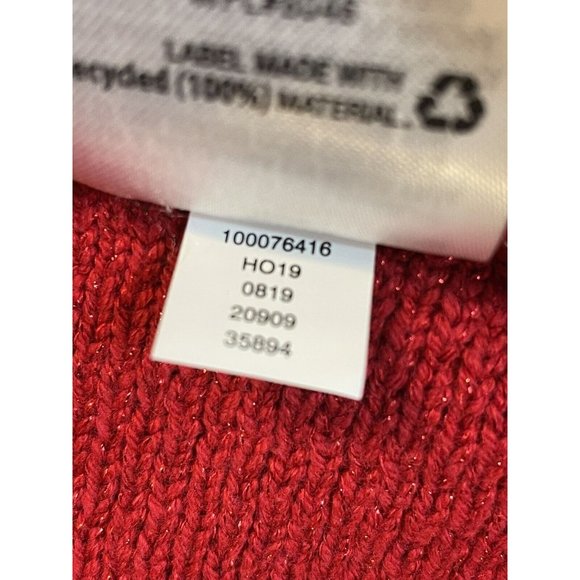 LABEL MADE WITH
ecycled (100%) MATERIAL.
100076416
HO19
0819
20909
35894